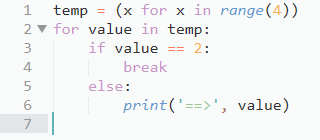 1 temp = (x for x in range(4))
2 for value in temp:
3     if value == 2:
4         break
5     else:
6         print('==>', value)
7